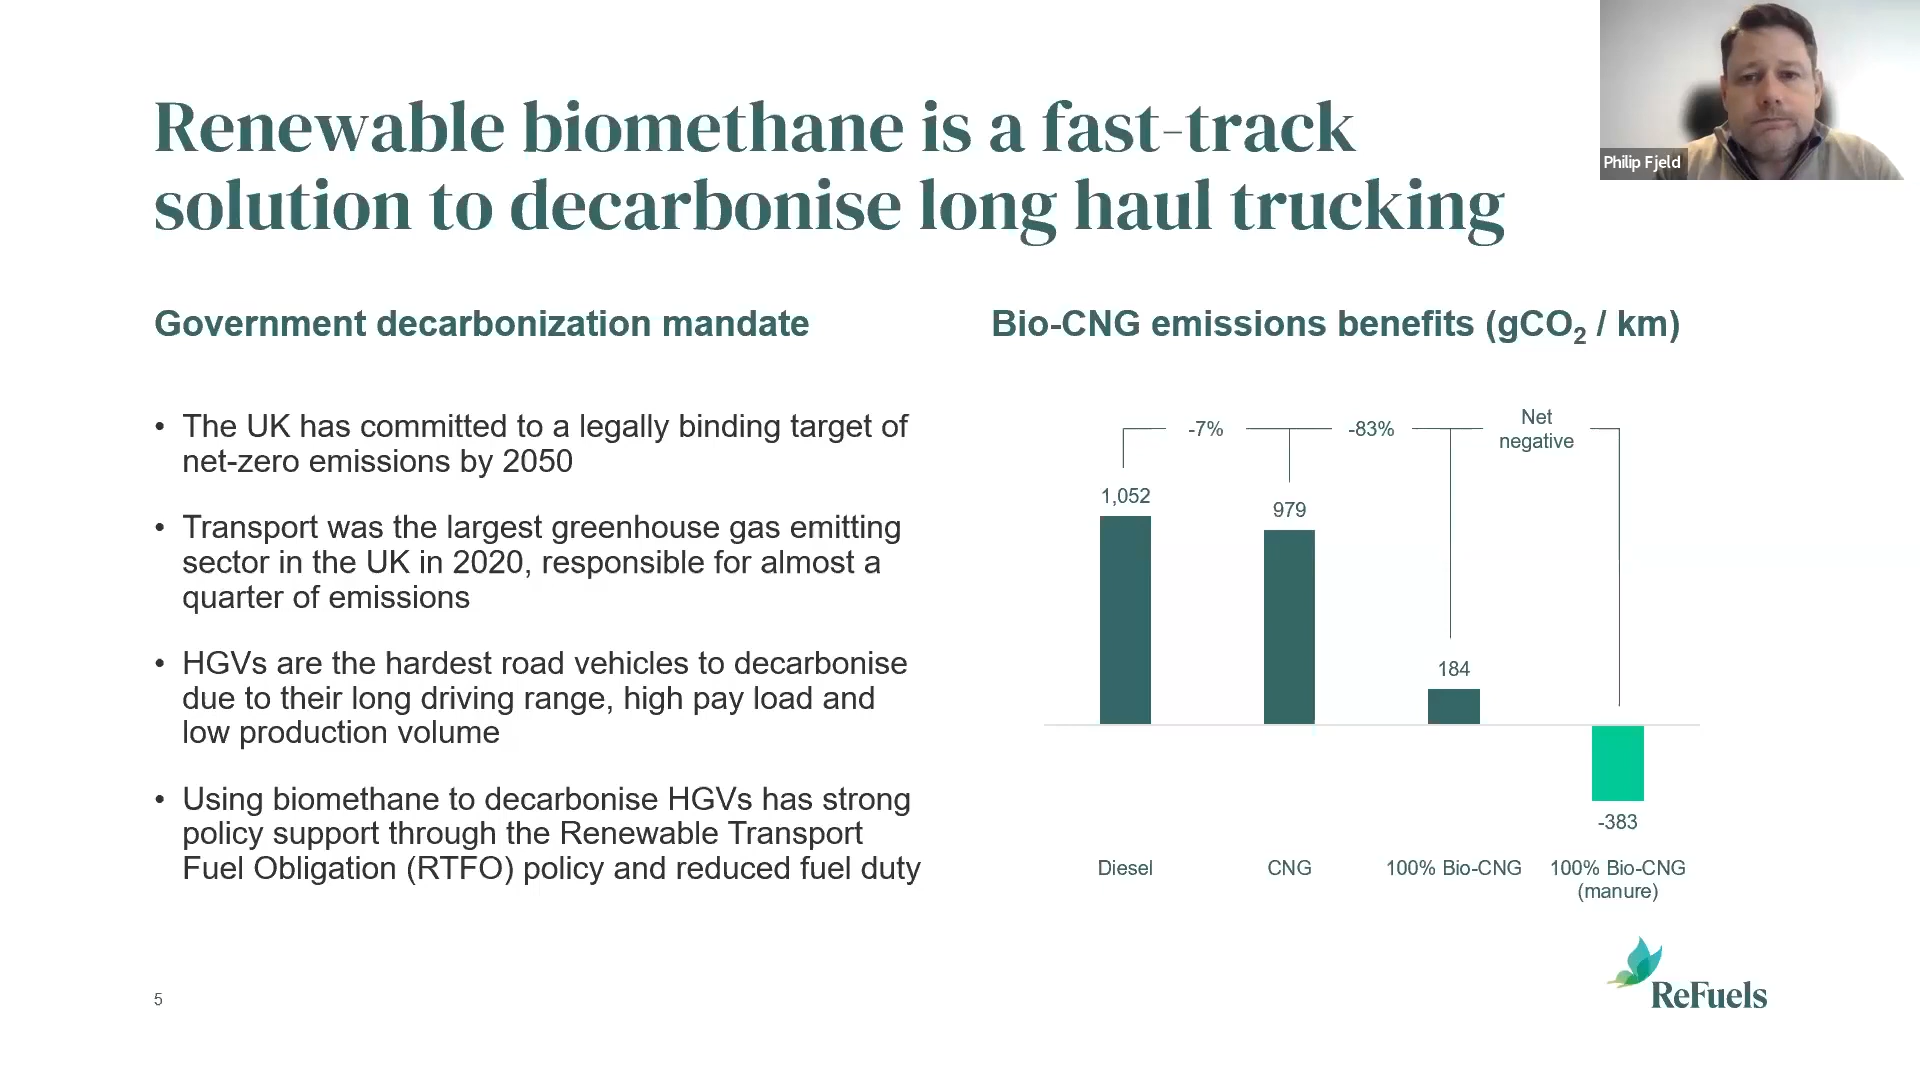 Renewable biomethane is a fast-track
solution to decarbonise long haul trucking
Philip Fjeld
Government decarbonization mandate
• The UK has committed to a legally binding target of
net-zero emissions by 2050
• Transport was the largest greenhouse gas emitting
sector in the UK in 2020, responsible for almost a
quarter of emissions
• HGVs are the hardest road vehicles to decarbonise
due to their long driving range, high pay load and
low production volume
• Using biomethane to decarbonise HGVs has strong
policy support through the Renewable Transport
Fuel Obligation (RTFO) policy and reduced fuel duty
Bio-CNG emissions benefits (gCO₂ / km)
-7%
-83%
Net
negative
1,052
979
184
-383
Diesel
CNG
100% Bio-CNG
100% Bio-CNG
(manure)
5
ReFuels